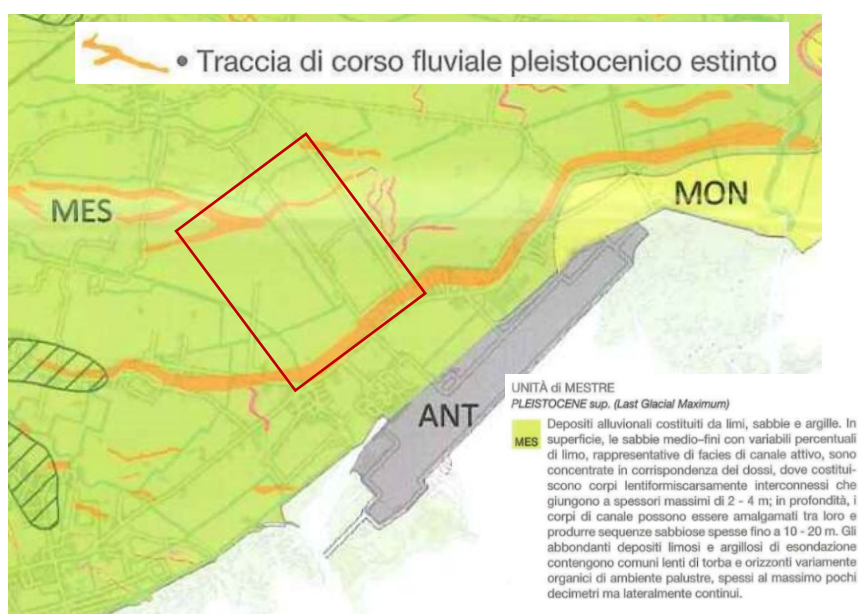 • Traccia di corso fluviale pleistocenico estinto
MES
MON
ANT
UNITÀ di MESTRE
PLEISTOCENE sup. (Last Glacial Maximum)
MES
Depositi alluvionali costituiti da limi, sabbie e argille. In
superficie, le sabbie medio-fini con variabili percentuali
di limo, rappresentative di facies di canale attivo, sono
concentrate in corrispondenza dei dossi, dove costitui-
scono corpi lentiformiscarsamente interconnessi che
giungono a spessori massimi di 2 - 4 m; in profondità, i
corpi di canale possono essere amalgamati tra loro e
produrre sequenze sabbiose spesse fino a 10 - 20 m. Gli
abbondanti depositi limosi e argillosi di esondazione
contengono comuni lenti di torba e orizzonti variamente
organici di ambiente palustre, spessi al massimo pochi
decimetri ma lateralmente continui.